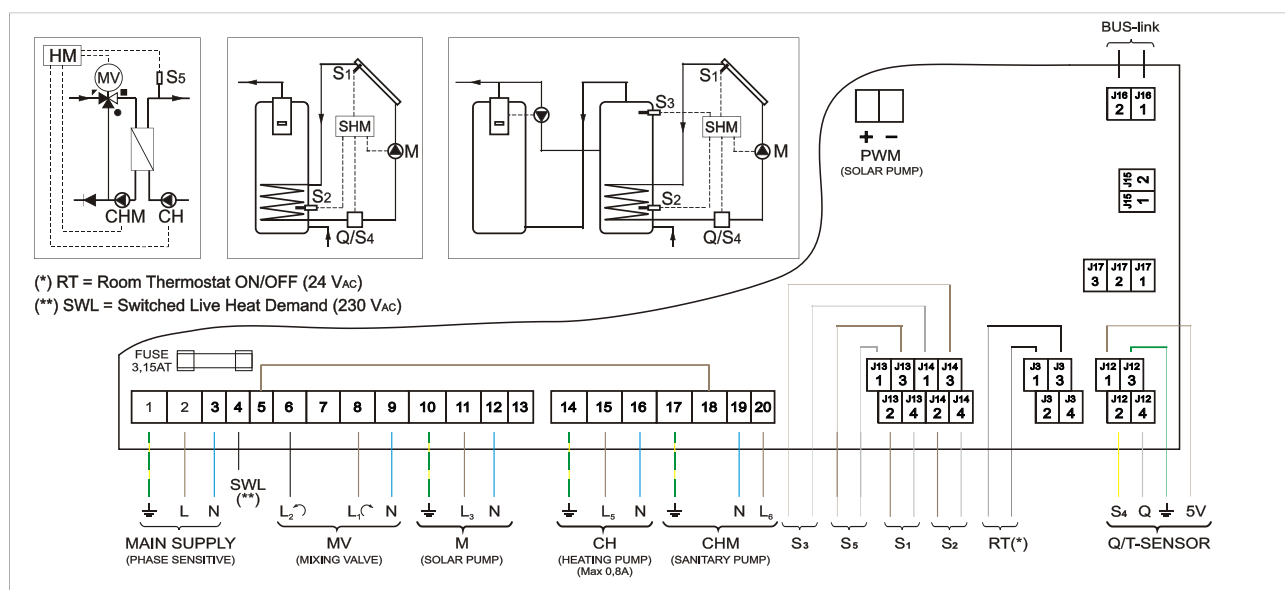 BUS-link
HM
MV
S5
CHM
CH
S1
SHM
M
S2
Q/S4
S1
S3
SHM
M
S2
Q/S4
J16 J16
2 1
+ −
PWM
(SOLAR PUMP)
J15 2
J15 1
J17 J17 J17
3 2 1
(*) RT = Room Thermostat ON/OFF (24 VAC)
(**) SWL = Switched Live Heat Demand (230 VAC)
FUSE
3,15AT
J13 J13 J14 J14
1 3 1 3
J13 J13 J14 J14
2 4 2 4
J3 J3
1 3
J3 J3
2 4
J12 J12
1 3
J12 J12
2 4
1 2 3 4 5 6 7 8 9 10 11 12 13 14 15 16 17 18 19 20
SWL
(**)
L N L2 L1 N L3 N L5 N N L6 S4 Q 5V
MAIN SUPPLY
(PHASE SENSITIVE)
MV
(MIXING VALVE)
M
(SOLAR PUMP)
CH
(HEATING PUMP)
(Max 0,8A)
CHM
(SANITARY PUMP)
S3
S5
S1
S2
RT(*)
Q/T-SENSOR